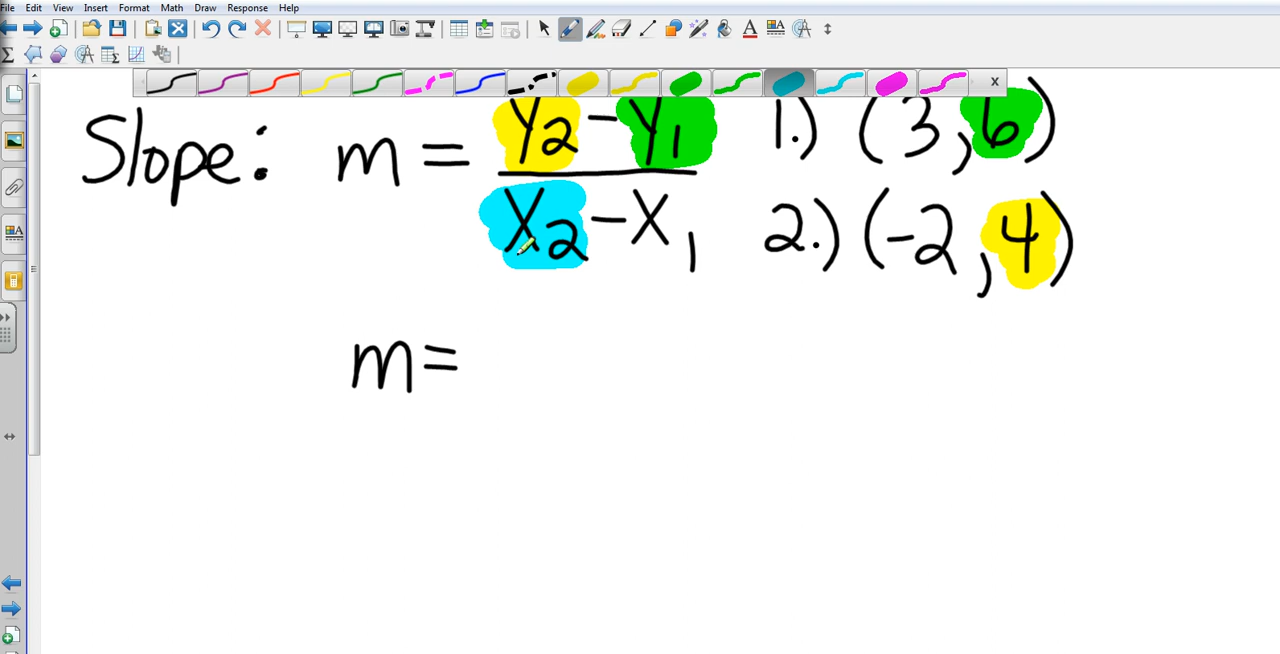 File Edit View Insert Format Math Draw Response Help
x
Slope: m = y2 - y1 / x2 - x1
1.) (3, 6)
2.) (-2, 4)
m =